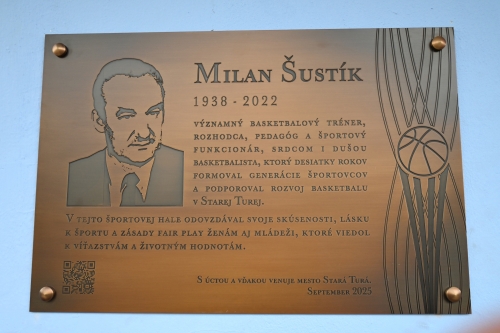 Milan Šustík
1938 - 2022
významný basketbalový tréner,
rozhodca, pedagóg a športový
funkcionár, srdcom i dušou
basketbalista, ktorý desiatky rokov
formoval generácie športovcov
a podporoval rozvoj basketbalu
v Starej Turej.
V tejto športovej hale odovzdával svoje skúsenosti, lásku
k športu a zásady fair play ženám aj mládeži, ktoré viedol
k víťazstvám a životným hodnotám.
S úctou a vďakou venuje mesto Stará Turá.
September 2025